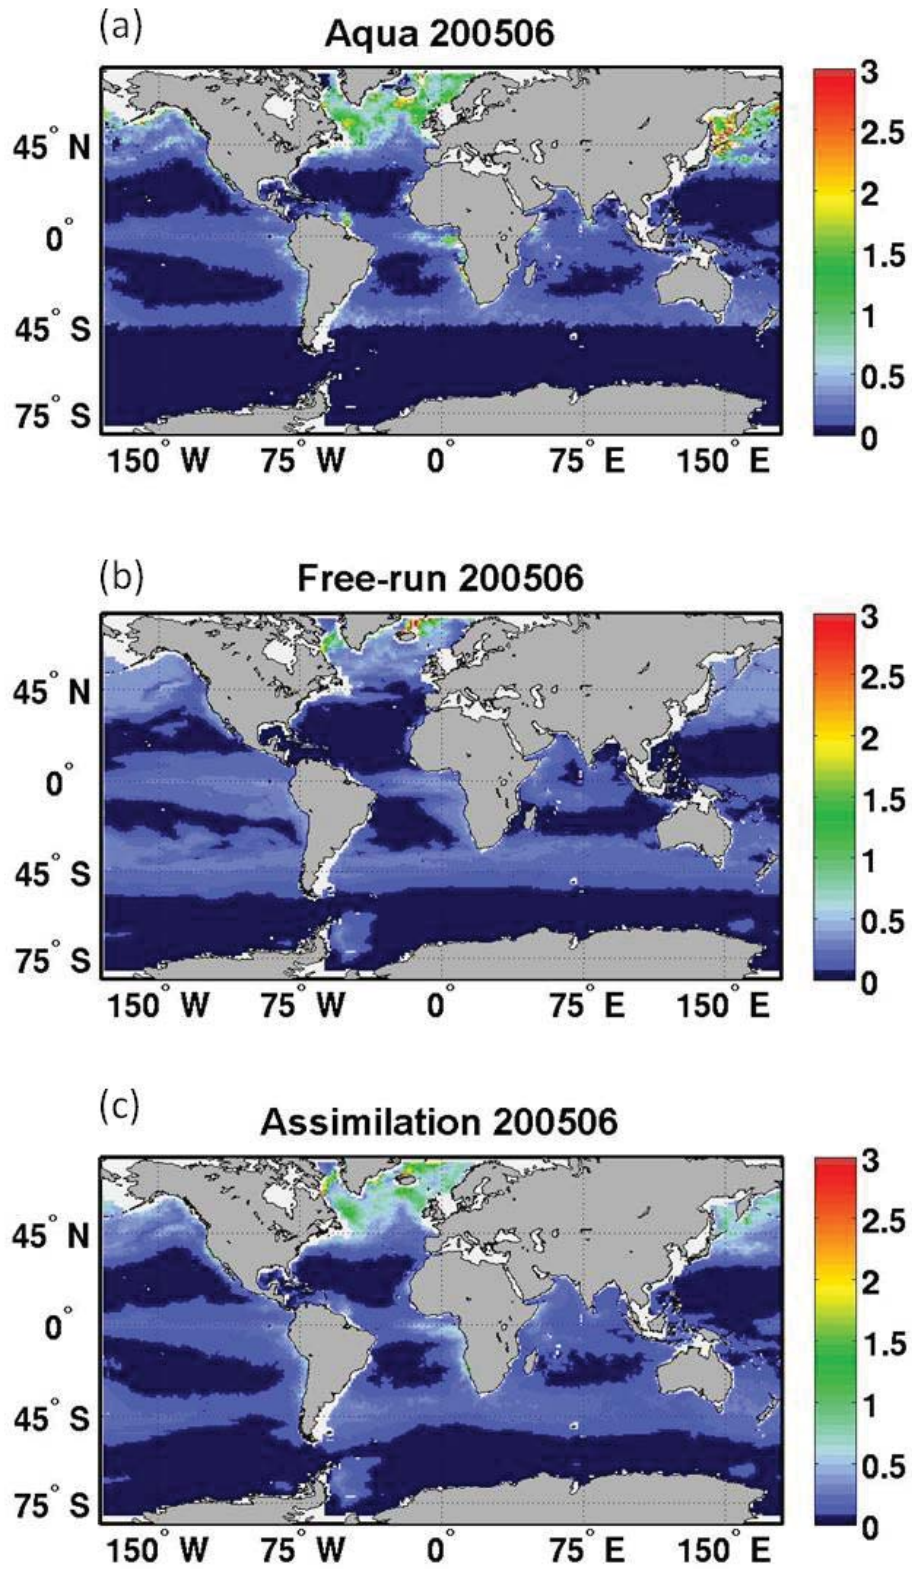 (a)
Aqua 200506
45° N
0°
45° S
75° S
150° W 75° W 0° 75° E 150° E
3
2.5
2
1.5
1
0.5
0
(b)
Free-run 200506
45° N
0°
45° S
75° S
150° W 75° W 0° 75° E 150° E
3
2.5
2
1.5
1
0.5
0
(c)
Assimilation 200506
45° N
0°
45° S
75° S
150° W 75° W 0° 75° E 150° E
3
2.5
2
1.5
1
0.5
0